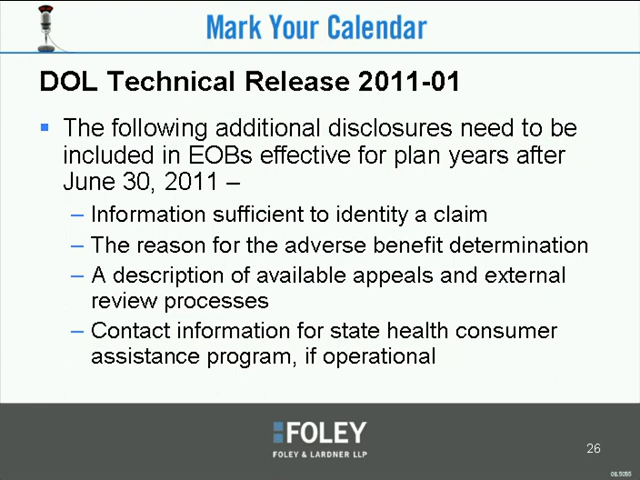 Mark Your Calendar
DOL Technical Release 2011-01
▪ The following additional disclosures need to be
included in EOBs effective for plan years after
June 30, 2011 –
– Information sufficient to identity a claim
– The reason for the adverse benefit determination
– A description of available appeals and external
review processes
– Contact information for state health consumer
assistance program, if operational
FOLEY
FOLEY & LARDNER LLP
26